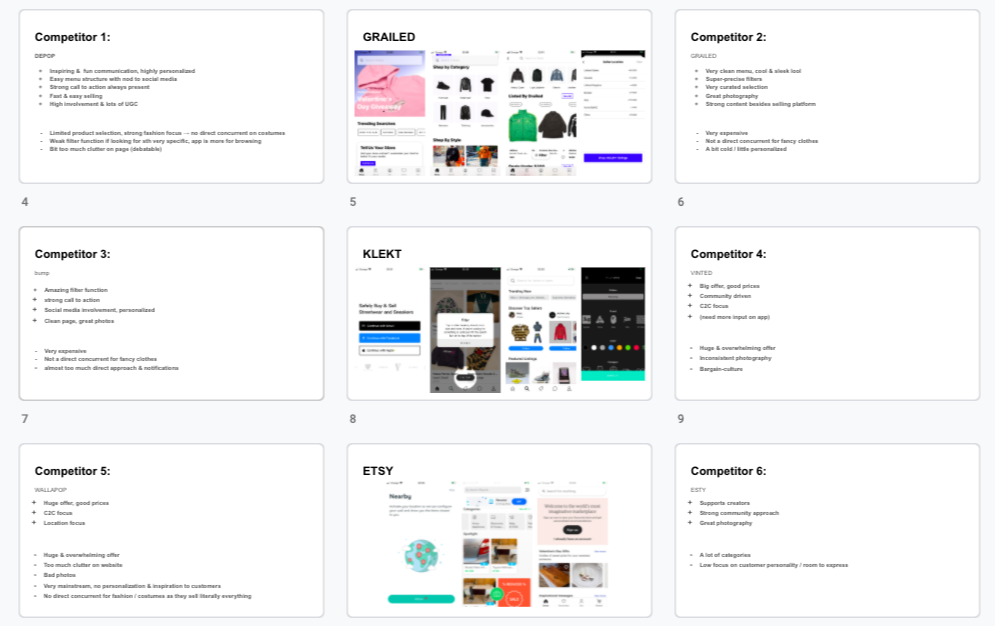 Competitor 1:
DEPOP
+ Inspiring & fun communication, highly personalized
+ Easy menu structure with nod to social media
+ Strong call to action always present
+ Fast & easy selling
+ High involvement & lots of UGC
- Limited product selection, strong fashion focus → no direct concurrent on costumes
- Weak filter function if looking for sth very specific, app is more for browsing
- Bit too much clutter on page (debatable)
4
GRAILED
Valentine's
Day Giveaway
Trending Searches
Shop by Category
Shop By Style
5
Competitor 2:
GRAILED
+ Very clean menu, cool & sleek lool
+ Super-precise filters
+ Very curated selection
+ Great photography
+ Strong content besides selling platform
- Very expensive
- Not a direct concurrent for fancy clothes
- A bit cold / little personalized
6
Competitor 3:
bump
+ Amazing filter function
+ strong call to action
+ Social media involvement, personalized
+ Clean page, great photos
- Very expensive
- Not a direct concurrent for fancy clothes
- almost too much direct approach & notifications
7
KLEKT
Safely Buy & Sell
Streetwear and Sneakers
Filter
Trending Now
Discover Top Sellers
Featured Listings
8
Competitor 4:
VINTED
+ Big offer, good prices
+ Community driven
+ C2C focus
+ (need more input on app)
- Huge & overwhelming offer
- Inconsistent photography
- Bargain-culture
9
Competitor 5:
WALLAPOP
+ Huge offer, good prices
+ C2C focus
+ Location focus
- Huge & overwhelming offer
- Too much clutter on website
- Bad photos
- Very mainstream, no personalization & inspiration to customers
- No direct concurrent for fashion / costumes as they sell literally everything
ETSY
Nearby
Categories
Spotlight
SALE
Welcome to the world's most
imaginative marketplace
Competitor 6:
ESTY
+ Supports creators
+ Strong community approach
+ Great photography
- A lot of categories
- Low focus on customer personality / room to express